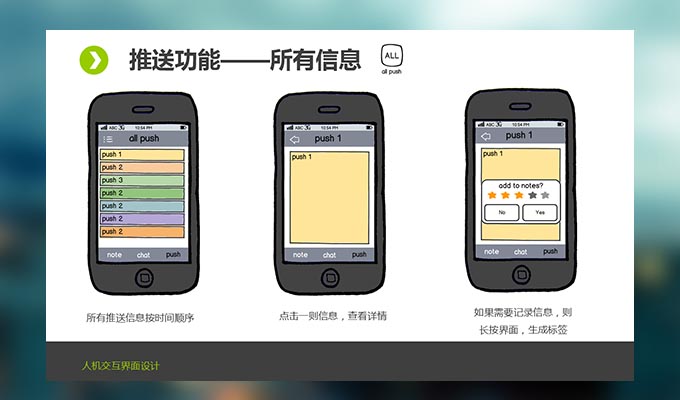 推送功能——所有信息
ALL
all push
ABC 3G 10:54 PM
all push
push 1
push 2
push 3
push 2
push 2
push 2
push 2
note chat push
所有推送信息按时间顺序
ABC 3G 10:54 PM
push 1
push 1
note chat push
点击一则信息，查看详情
ABC 3G 10:54 PM
push 1
push 1
add to notes?
No Yes
note chat push
如果需要记录信息，则
长按界面，生成标签
人机交互界面设计